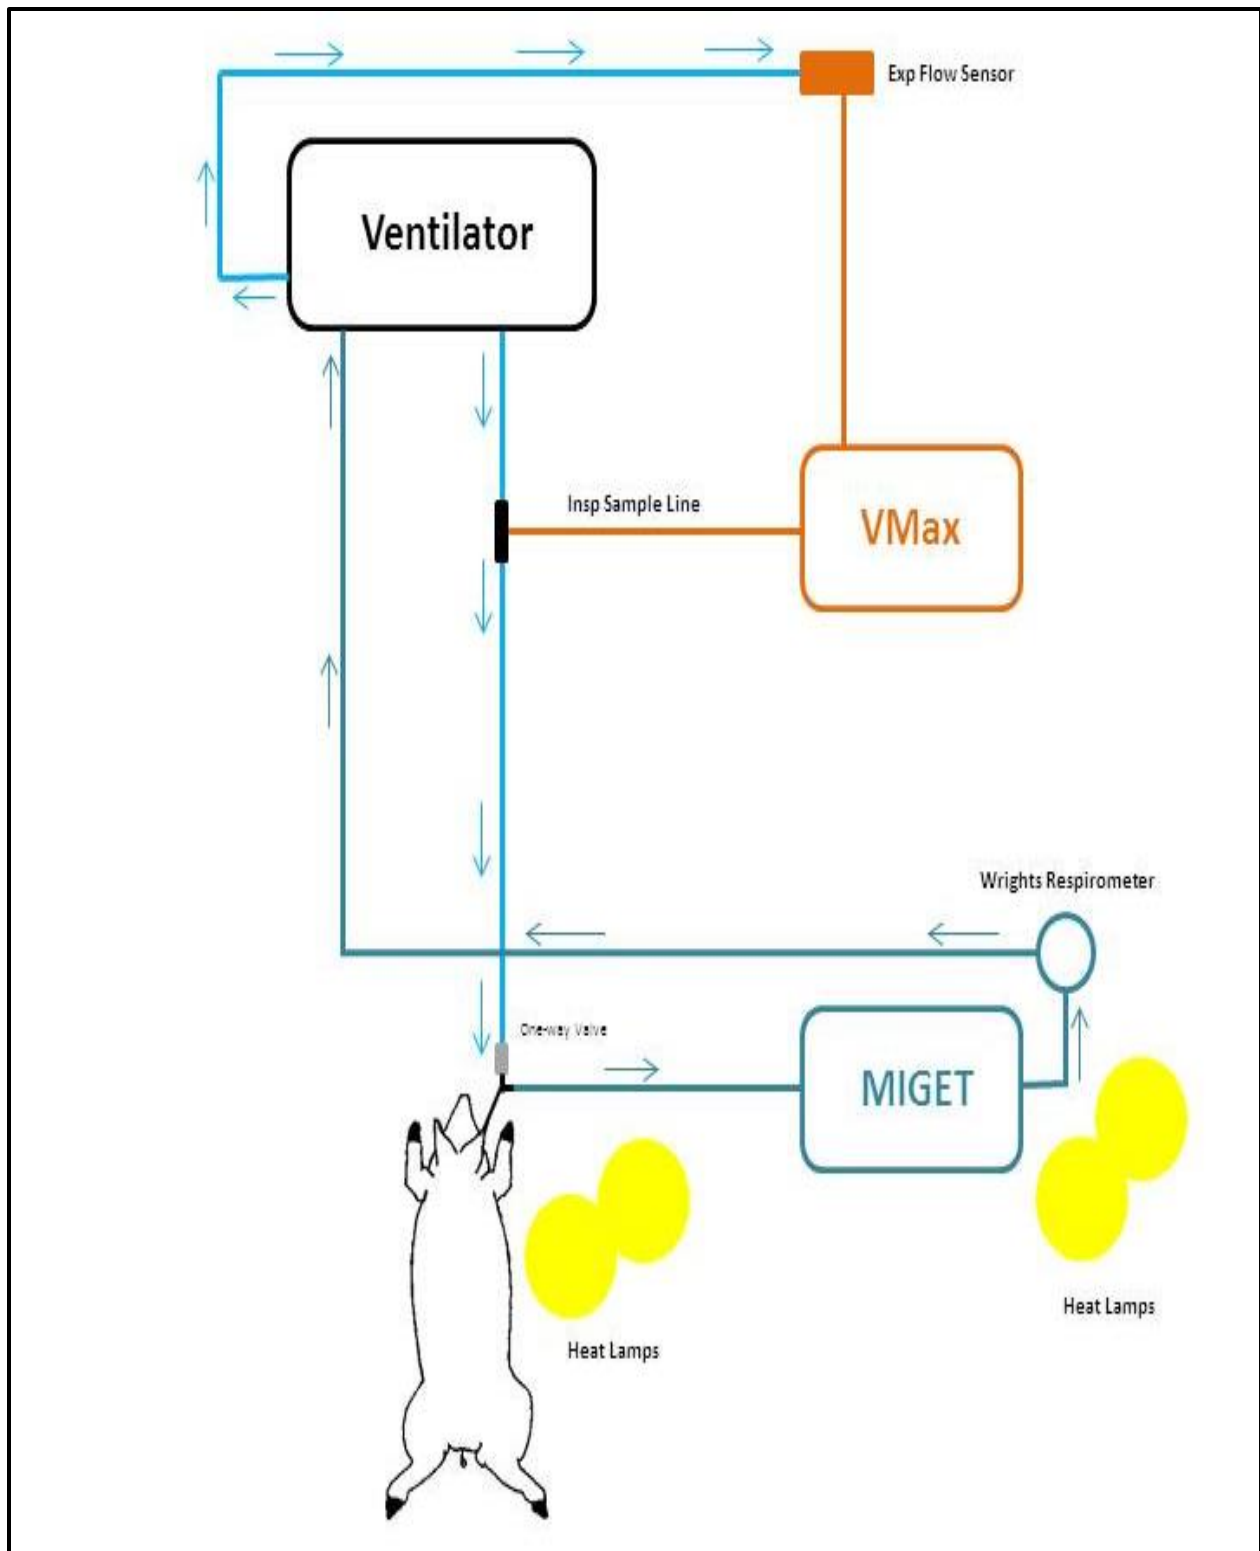 Exp Flow Sensor
Ventilator
Insp Sample Line
VMax
Wrights Respirometer
One-way Valve
MIGET
Heat Lamps
Heat Lamps